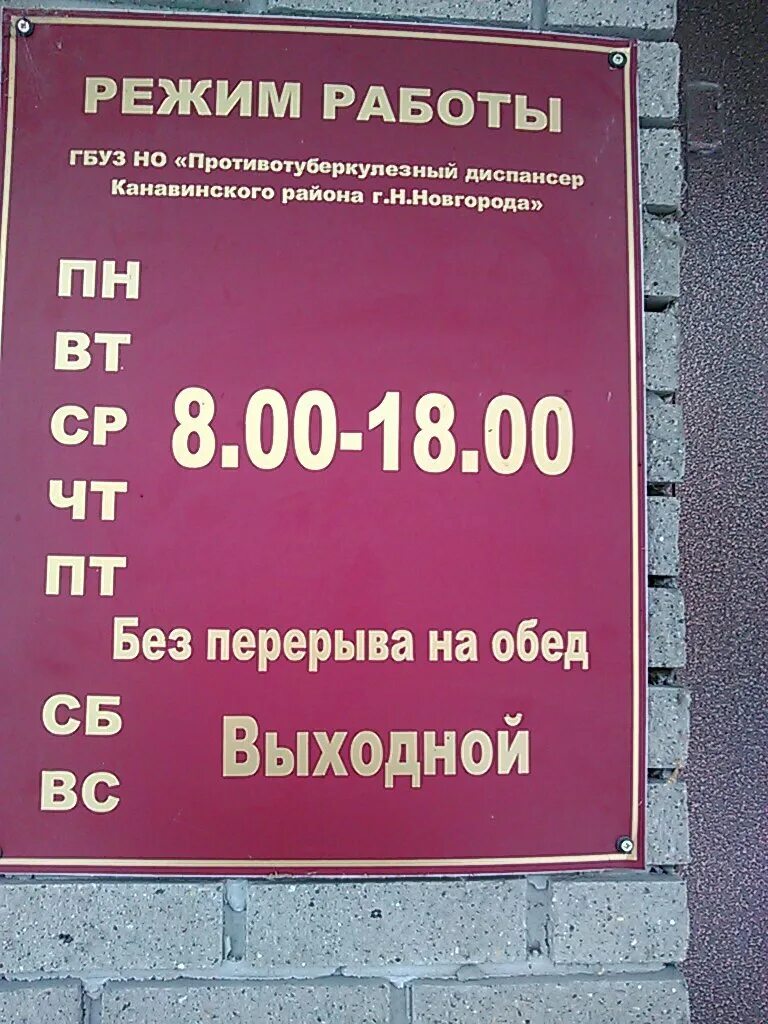 РЕЖИМ РАБОТЫ
ГБУЗ НО «Противотуберкулезный диспансер
Канавинского района г.Н.Новгорода»
ПН
ВТ
СР 8.00-18.00
ЧТ
ПТ
Без перерыва на обед
СБ
Выходной
ВС